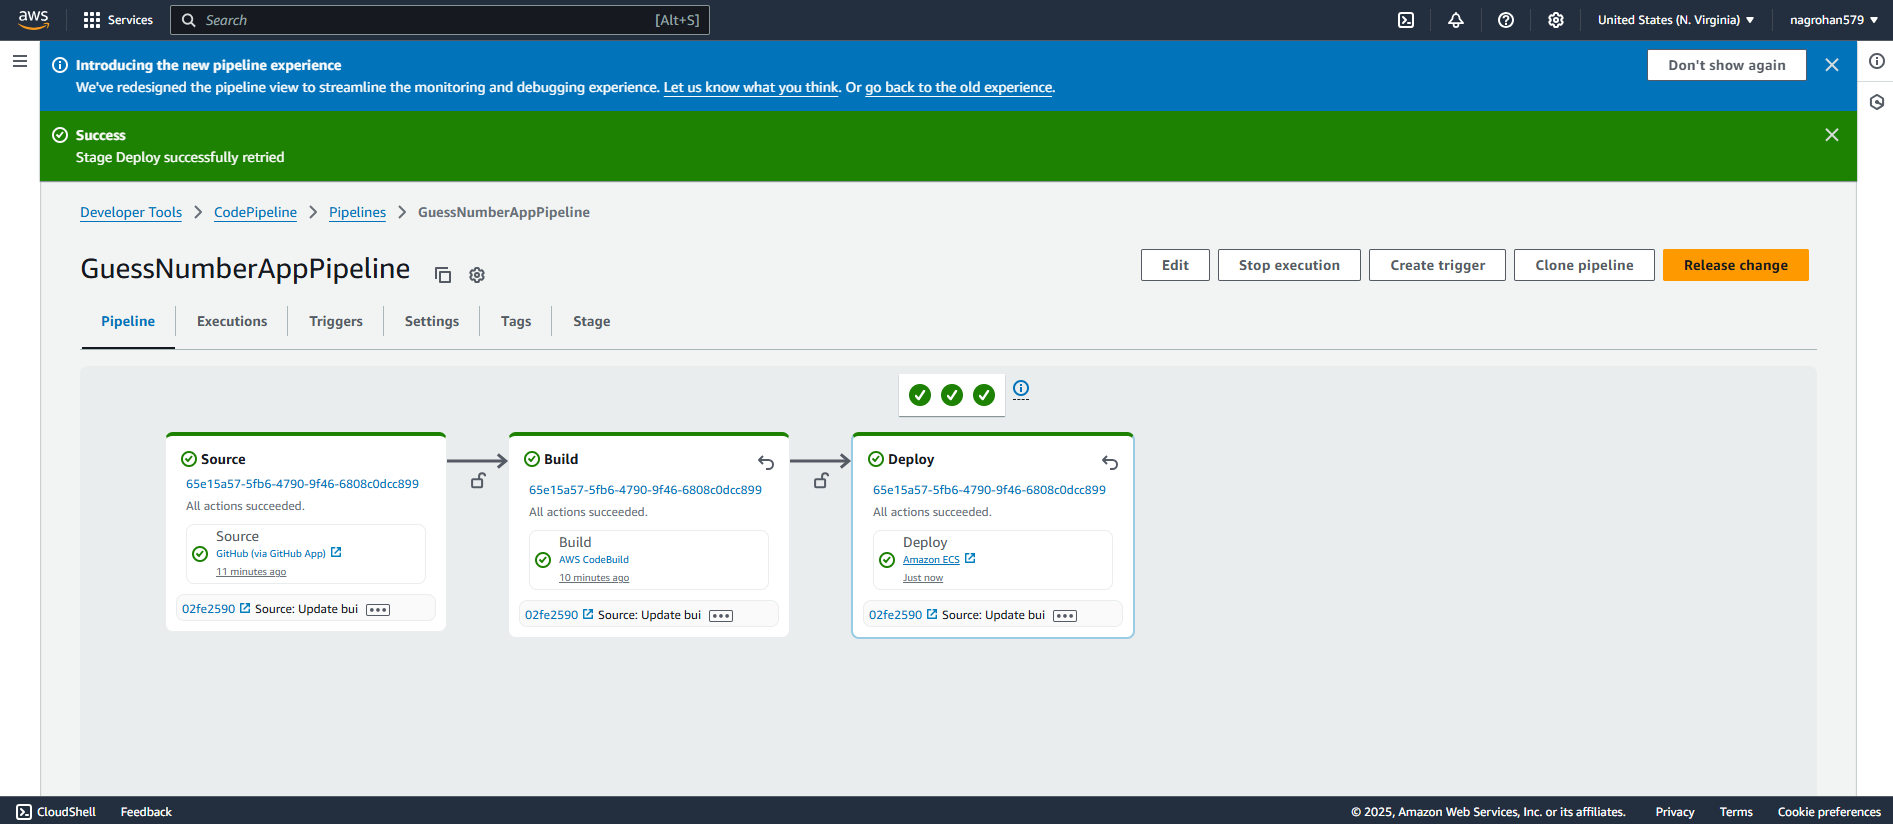 aws
Services
Search
[Alt+S]
United States (N. Virginia)
nagrohan579
Introducing the new pipeline experience
We've redesigned the pipeline view to streamline the monitoring and debugging experience. Let us know what you think. Or go back to the old experience.
Don't show again
Success
Stage Deploy successfully retried
Developer Tools
CodePipeline
Pipelines
GuessNumberAppPipeline
GuessNumberAppPipeline
Edit
Stop execution
Create trigger
Clone pipeline
Release change
Pipeline
Executions
Triggers
Settings
Tags
Stage
Source
65e15a57-5fb6-4790-9f46-6808c0dcc899
All actions succeeded.
Source
GitHub (via GitHub App)
11 minutes ago
02fe2590 Source: Update bui
Build
65e15a57-5fb6-4790-9f46-6808c0dcc899
All actions succeeded.
Build
AWS CodeBuild
10 minutes ago
02fe2590 Source: Update bui
Deploy
65e15a57-5fb6-4790-9f46-6808c0dcc899
All actions succeeded.
Deploy
Amazon ECS
Just now
02fe2590 Source: Update bui
CloudShell
Feedback
© 2025, Amazon Web Services, Inc. or its affiliates.
Privacy
Terms
Cookie preferences